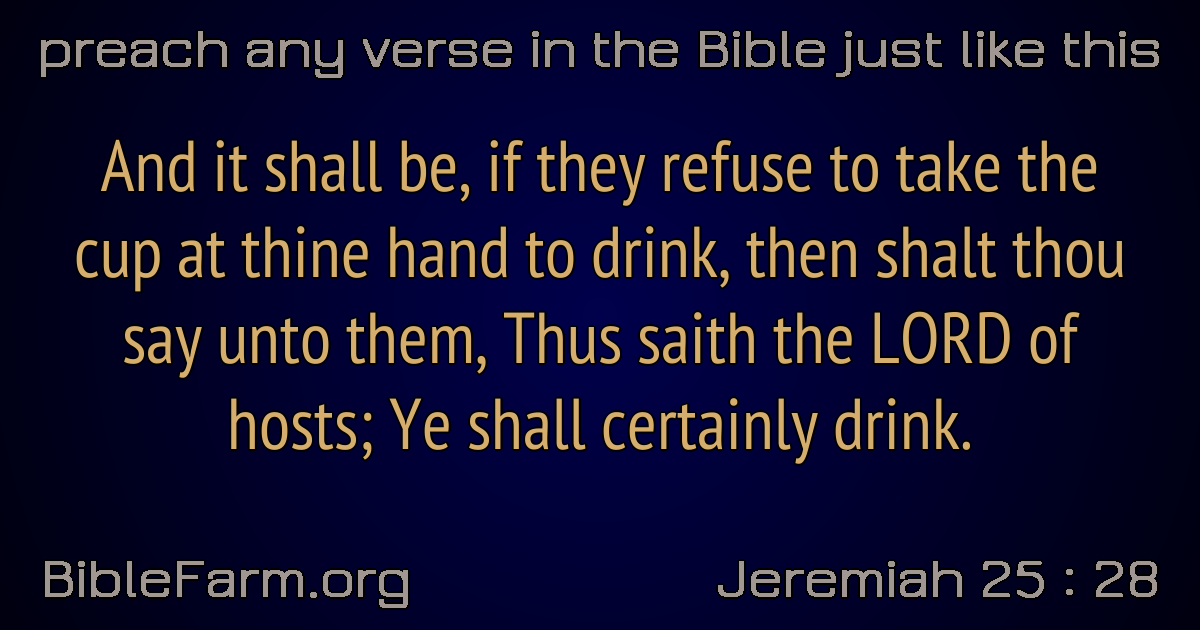 preach any verse in the Bible just like this
And it shall be, if they refuse to take the
cup at thine hand to drink, then shalt thou
say unto them, Thus saith the LORD of
hosts; Ye shall certainly drink.
BibleFarm.org
Jeremiah 25 : 28